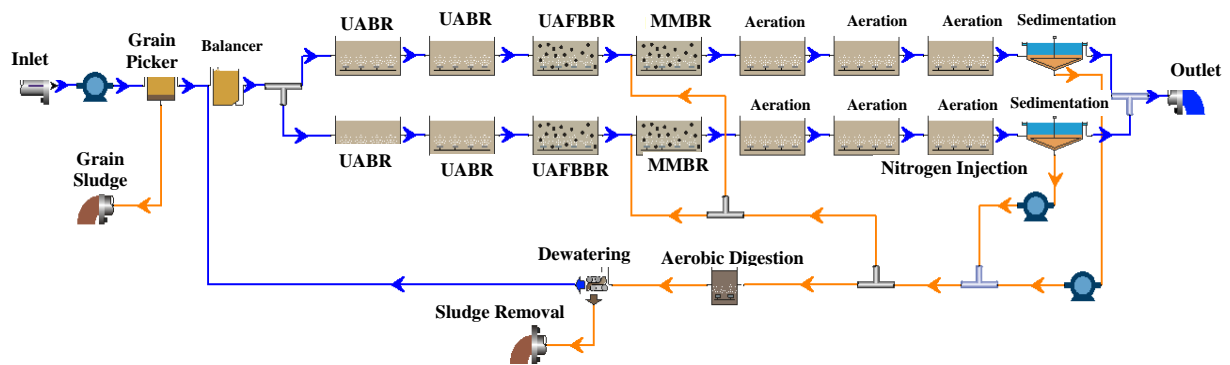 UABR
UABR
UAFBBR
MMBR
Aeration
Aeration
Aeration
Sedimentation
Inlet
Grain
Picker
Balancer
Outlet
Aeration
Aeration
Aeration
Sedimentation
UABR
UABR
UAFBBR
MMBR
Nitrogen Injection
Grain
Sludge
Dewatering
Aerobic Digestion
Sludge Removal